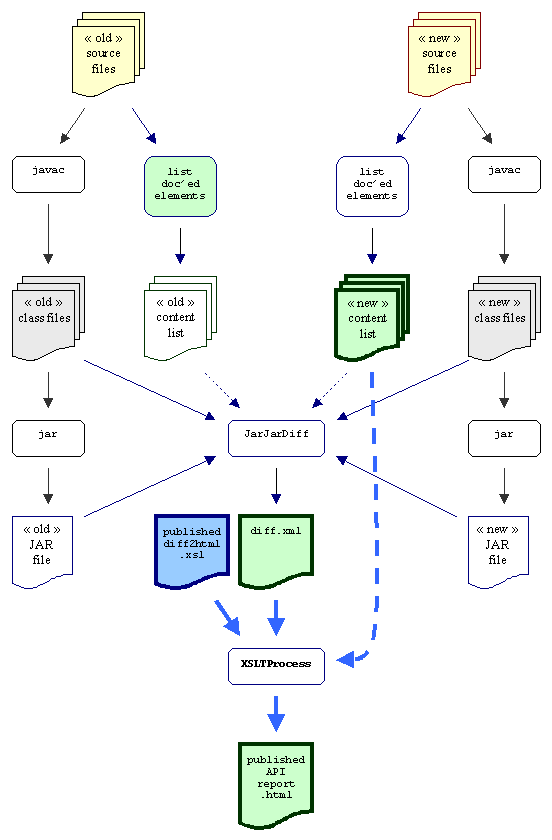 « old »
source
files
« new »
source
files
javac
list
doc´ed
elements
list
doc´ed
elements
javac
« old »
class files
« old »
content
list
« new »
content
list
« new »
class files
jar
JarJarDiff
jar
« old »
JAR
file
published
diff2html
.xsl
diff.xml
« new »
JAR
file
XSLTProcess
published
API
report
.html